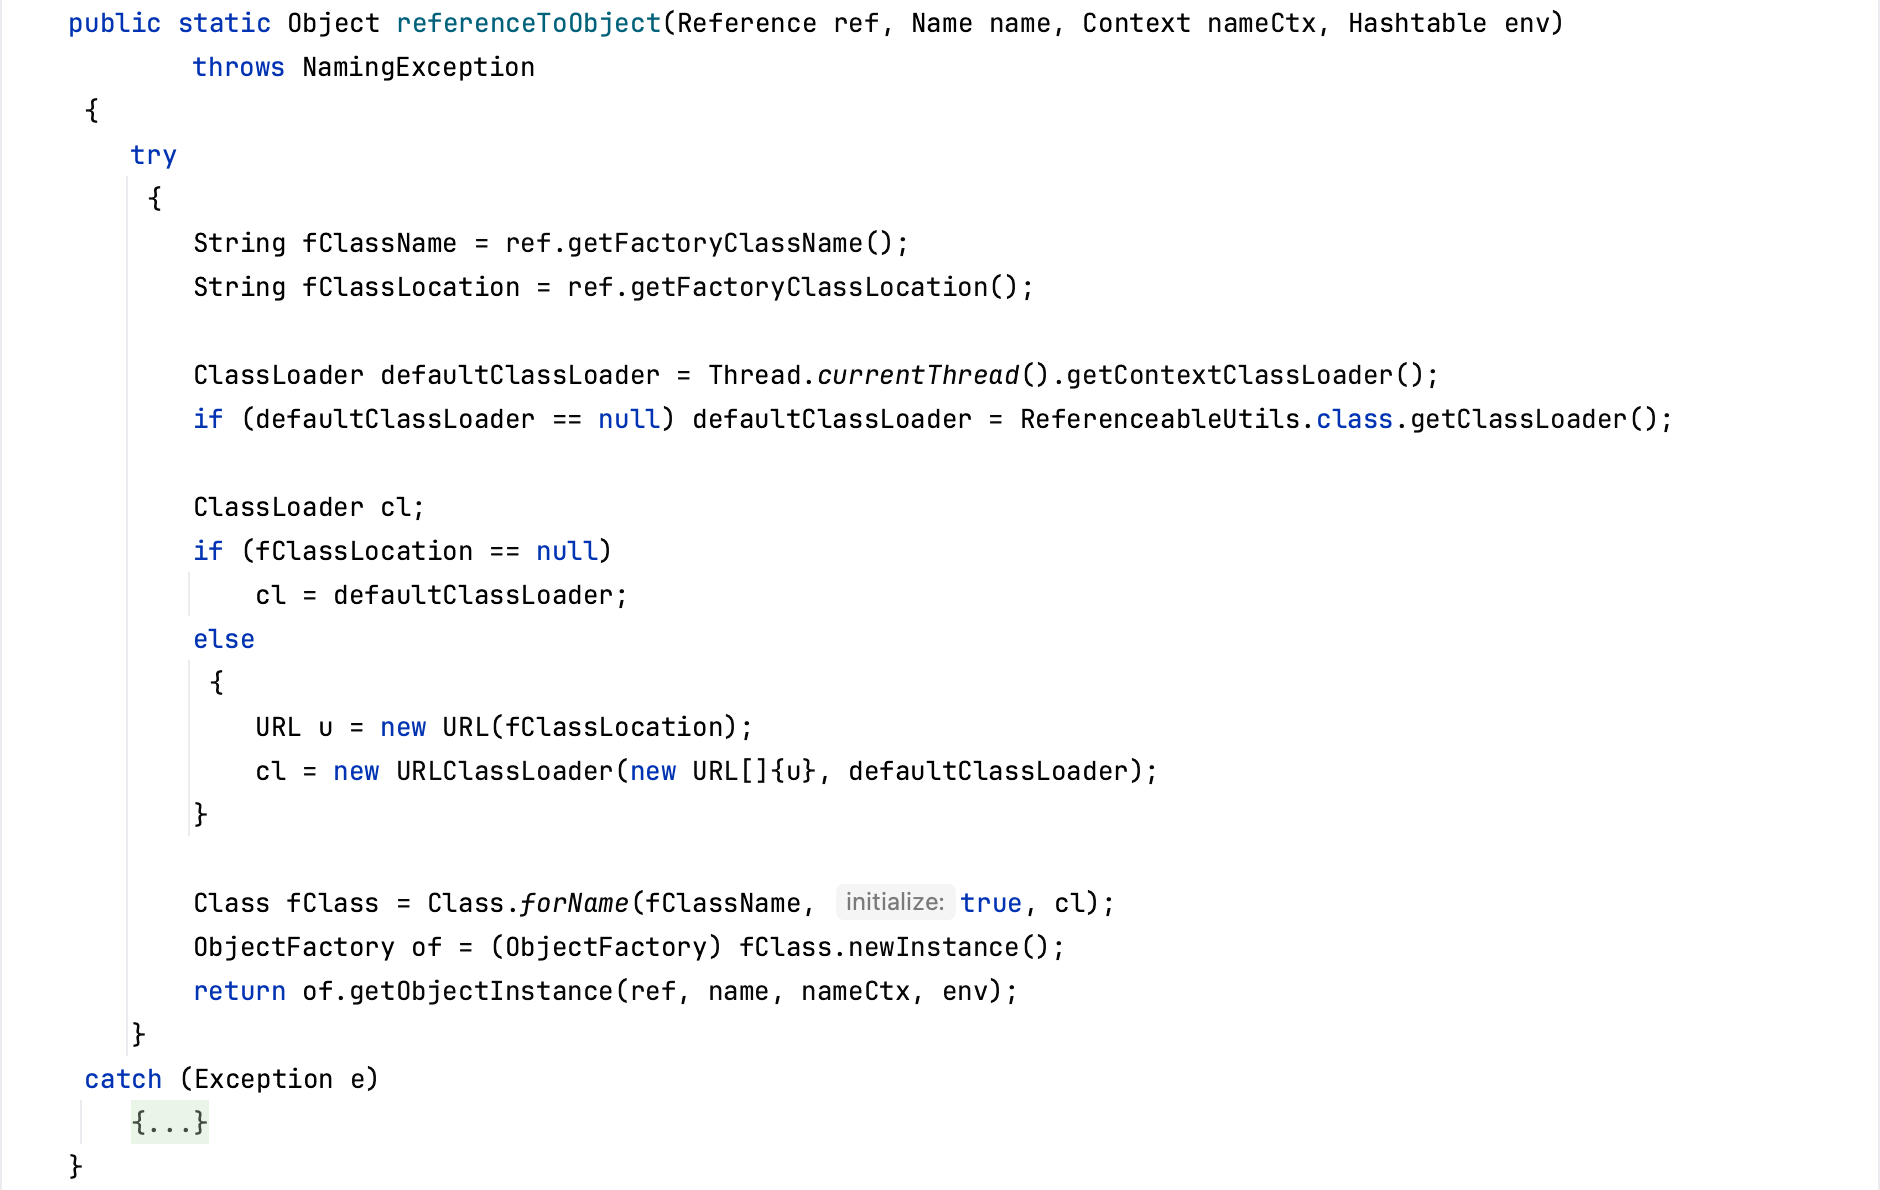 public static Object referenceToObject(Reference ref, Name name, Context nameCtx, Hashtable env)
throws NamingException
{
try
{
String fClassName = ref.getFactoryClassName();
String fClassLocation = ref.getFactoryClassLocation();
ClassLoader defaultClassLoader = Thread.currentThread().getContextClassLoader();
if (defaultClassLoader == null) defaultClassLoader = ReferenceableUtils.class.getClassLoader();
ClassLoader cl;
if (fClassLocation == null)
cl = defaultClassLoader;
else
{
URL u = new URL(fClassLocation);
cl = new URLClassLoader(new URL[]{u}, defaultClassLoader);
}
Class fClass = Class.forName(fClassName, initialize: true, cl);
ObjectFactory of = (ObjectFactory) fClass.newInstance();
return of.getObjectInstance(ref, name, nameCtx, env);
}
catch (Exception e)
{...}
}